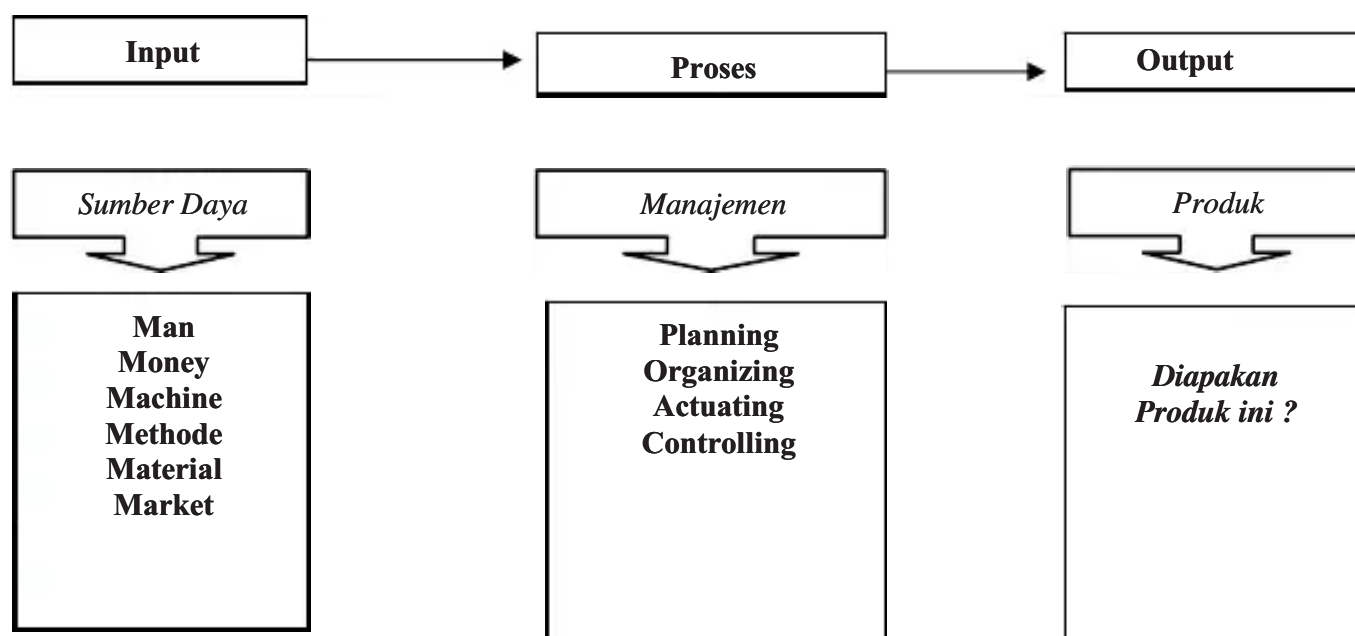 Input
Proses
Output
Sumber Daya
Manajemen
Produk
Man
Money
Machine
Methode
Material
Market
Planning
Organizing
Actuating
Controlling
Diapakan
Produk ini ?